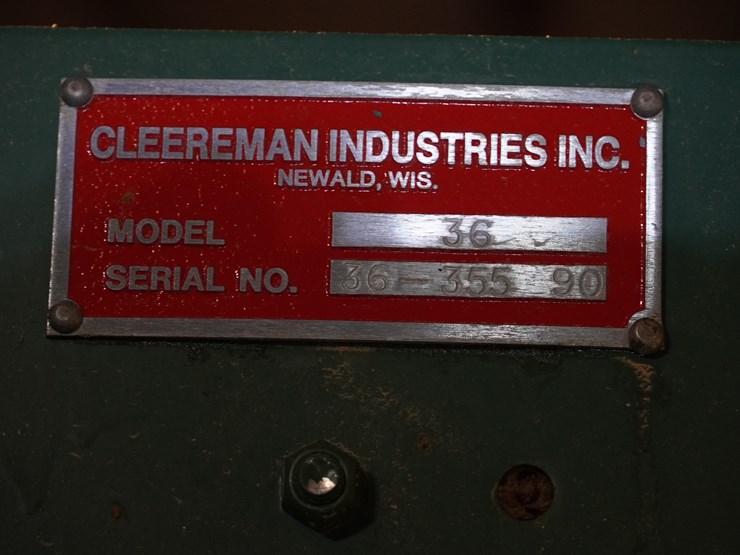 CLEEREMAN INDUSTRIES INC.
NEWALD, WIS.
MODEL 36
SERIAL NO. 36-355 90